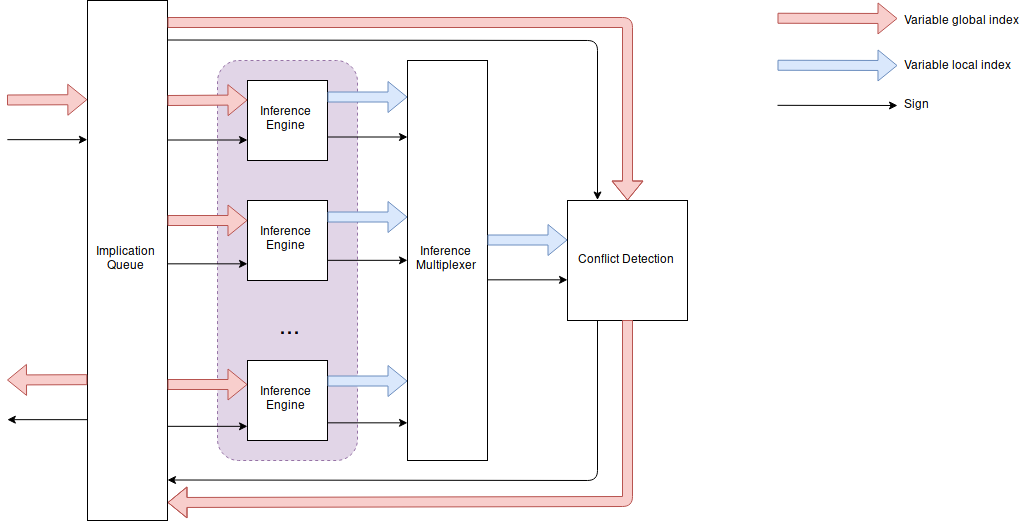 Variable global index
Variable local index
Sign
Implication
Queue
Inference
Engine
Inference
Engine
...
Inference
Engine
Inference
Multiplexer
Conflict Detection